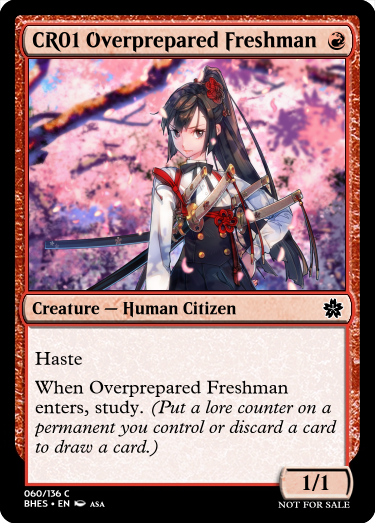 CR01 Overprepared Freshman
Creature — Human Citizen
Haste
When Overprepared Freshman
enters, study. (Put a lore counter on a
permanent you control or discard a card
to draw a card.)
1/1
060/136 C
BHES • EN ASA
NOT FOR SALE